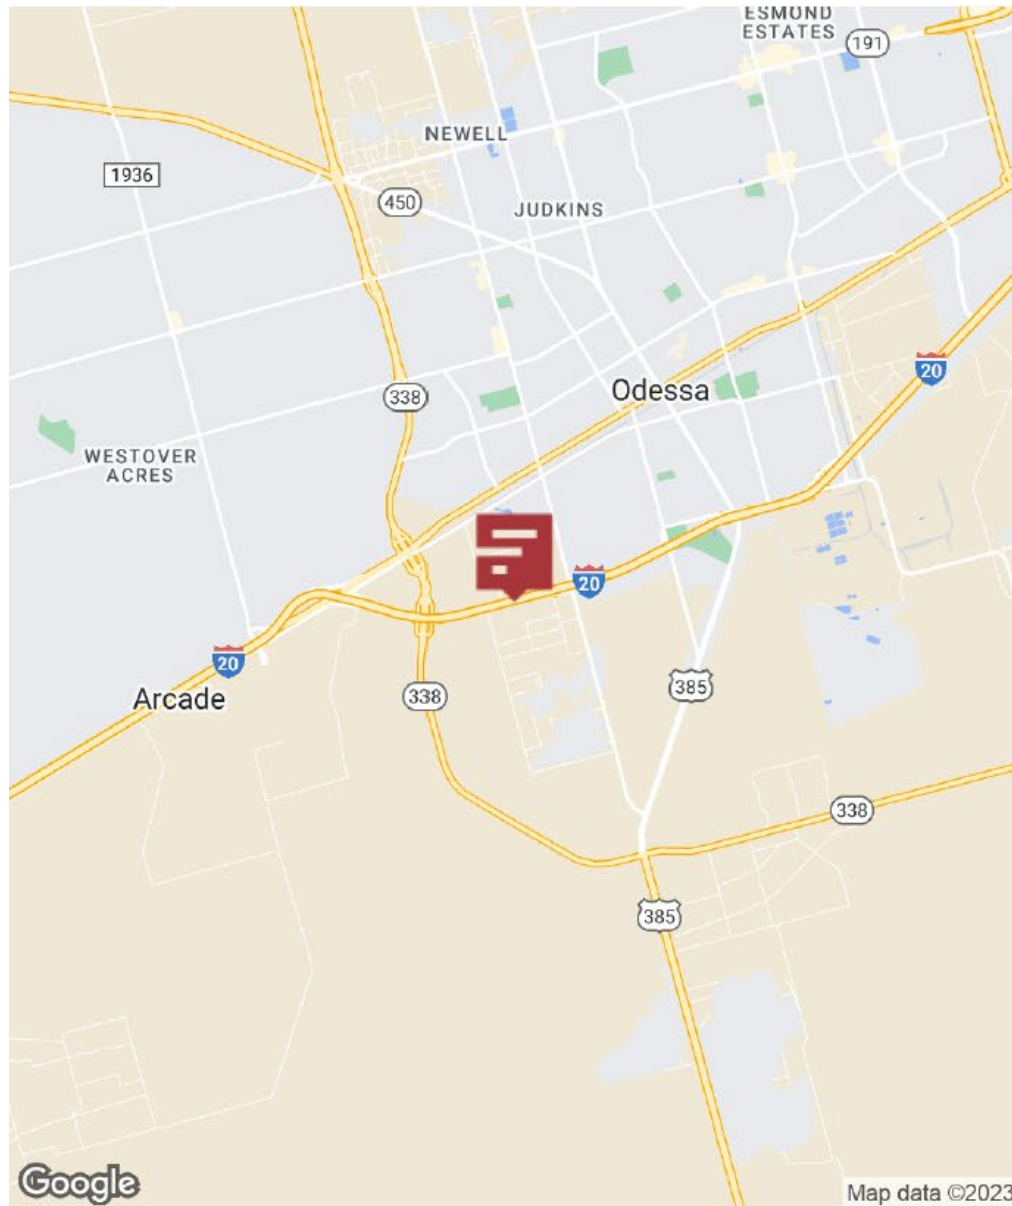 ESMOND
ESTATES
191
NEWELL
1936
450
JUDKINS
20
338
Odessa
WESTOVER
ACRES
20
20
Arcade
338
385
338
385
Google
Map data ©2023